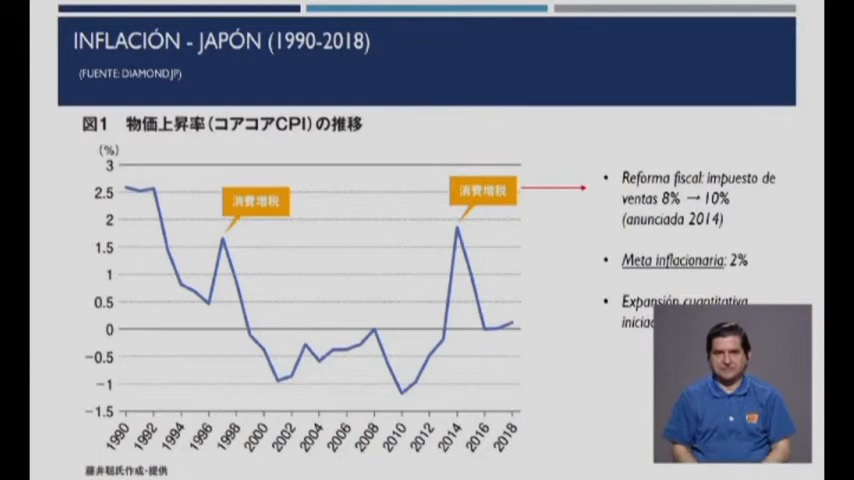 INFLACIÓN - JAPÓN (1990-2018)
(FUENTE: DIAMOND.JP)
図1 物価上昇率(コアコアCPI)の推移
(%)
3
2.5
2
1.5
1
0.5
0
−0.5
−1
−1.5
消費増税
消費増税
1990
1992
1994
1996
1998
2000
2002
2004
2006
2008
2010
2012
2014
2016
2018
藤井聡氏作成・提供
• Reforma fiscal: impuesto de
ventas 8% → 10%
(anunciada 2014)
• Meta inflacionaria: 2%
• Expansión cuantitativa